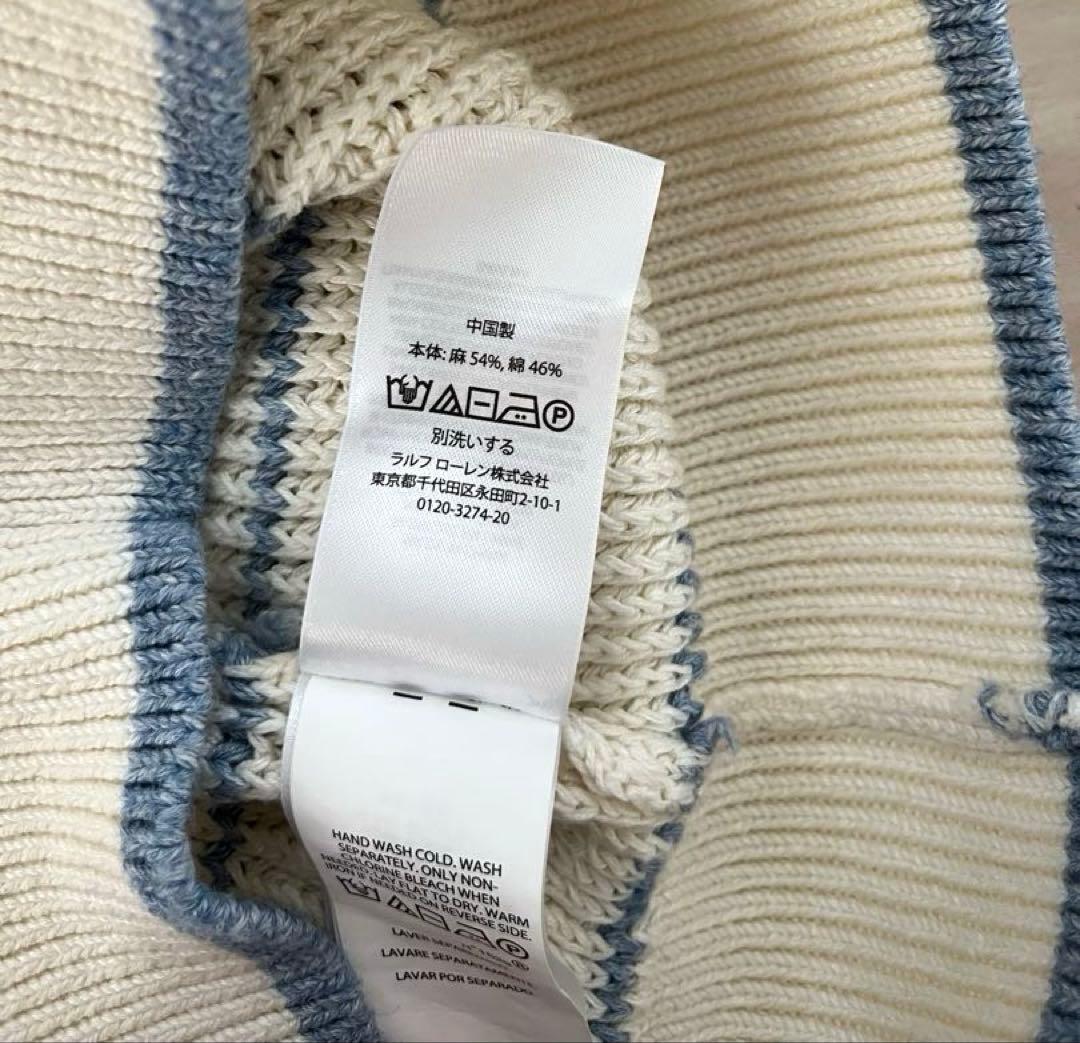 中国製
本体: 麻 54%, 綿 46%
P
別洗いする
ラルフ ローレン株式会社
東京都千代田区永田町2-10-1
0120-3274-20
HAND WASH COLD. WASH
SEPARATELY. ONLY NON-
CHLORINE BLEACH WHEN
NEEDED. LAY FLAT TO DRY. WARM
IRON IF NEEDED ON REVERSE SIDE.
P
LAVER
LAVARE SEPARATAMENTE
LAVAR POR SEPARADO